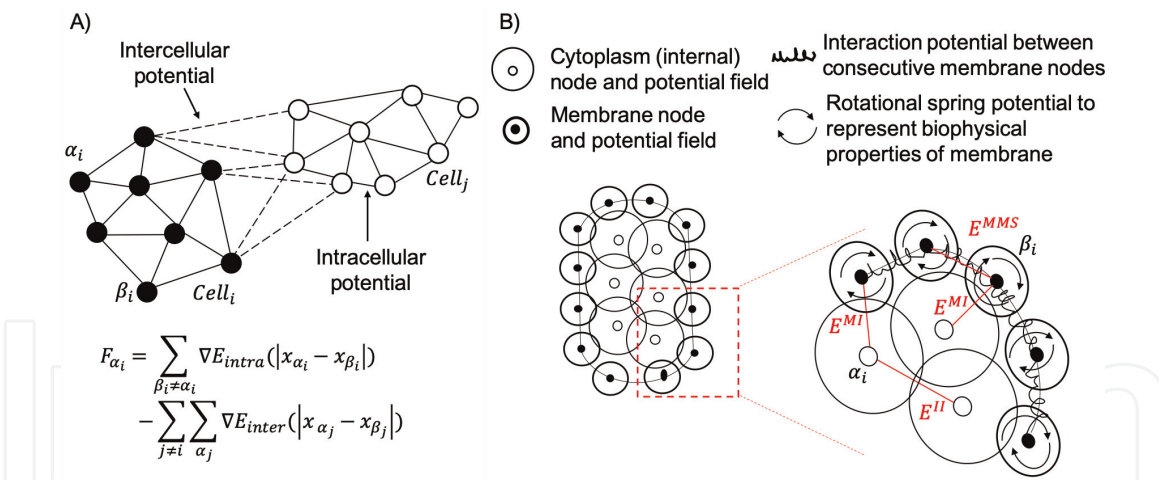 A)
Intercellular
potential
α_i
β_i
Cell_i
Cell_j
Intracellular
potential
F_{α_i} = ∑_{β_i≠α_i} ∇E_{intra}(|x_{α_i} − x_{β_i}|)
− ∑_{j≠i} ∑_{α_j} ∇E_{inter}(|x_{α_j} − x_{β_j}|)
B)
Cytoplasm (internal)
node and potential field
Membrane node
and potential field
Interaction potential between
consecutive membrane nodes
Rotational spring potential to
represent biophysical
properties of membrane
E^{MMS}
β_i
E^{MI}
E^{MI}
α_i
E^{II}